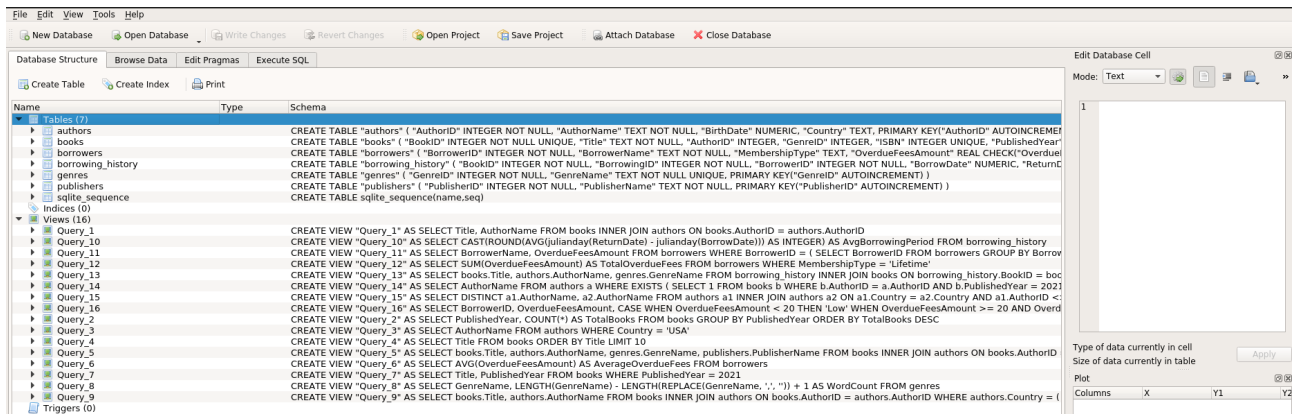 File Edit View Tools Help
New Database Open Database Write Changes Revert Changes Open Project Save Project Attach Database Close Database
Database Structure Browse Data Edit Pragmas Execute SQL
Create Table Create Index Print
Name Type Schema
Tables (7)
authors CREATE TABLE "authors" ( "AuthorID" INTEGER NOT NULL, "AuthorName" TEXT NOT NULL, "BirthDate" NUMERIC, "Country" TEXT, PRIMARY KEY("AuthorID" AUTOINCREME
books CREATE TABLE "books" ( "BookID" INTEGER NOT NULL UNIQUE, "Title" TEXT NOT NULL, "AuthorID" INTEGER, "GenreID" INTEGER, "ISBN" INTEGER UNIQUE, "PublishedYear"
borrowers CREATE TABLE "borrowers" ( "BorrowerID" INTEGER NOT NULL, "BorrowerName" TEXT NOT NULL, "MembershipType" TEXT, "OverdueFeesAmount" REAL CHECK("Overdue
borrowing_history CREATE TABLE "borrowing_history" ( "BookID" INTEGER NOT NULL, "BorrowingID" INTEGER NOT NULL, "BorrowerID" INTEGER NOT NULL, "BorrowDate" NUMERIC, "ReturnD
genres CREATE TABLE "genres" ( "GenreID" INTEGER NOT NULL, "GenreName" TEXT NOT NULL UNIQUE, PRIMARY KEY("GenreID" AUTOINCREMENT) )
publishers CREATE TABLE "publishers" ( "PublisherID" INTEGER NOT NULL, "PublisherName" TEXT NOT NULL, PRIMARY KEY("PublisherID" AUTOINCREMENT) )
sqlite_sequence CREATE TABLE sqlite_sequence(name,seq)
Indices (0)
Views (16)
Query_1 CREATE VIEW "Query_1" AS SELECT Title, AuthorName FROM books INNER JOIN authors ON books.AuthorID = authors.AuthorID
Query_10 CREATE VIEW "Query_10" AS SELECT CAST(ROUND(AVG(julianday(ReturnDate) - julianday(BorrowDate))) AS INTEGER) AS AvgBorrowingPeriod FROM borrowing_history
Query_11 CREATE VIEW "Query_11" AS SELECT BorrowerName, OverdueFeesAmount FROM borrowers WHERE BorrowerID = ( SELECT BorrowerID FROM borrowers GROUP BY Borrow
Query_12 CREATE VIEW "Query_12" AS SELECT SUM(OverdueFeesAmount) AS TotalOverdueFees FROM borrowers WHERE MembershipType = 'Lifetime'
Query_13 CREATE VIEW "Query_13" AS SELECT books.Title, authors.AuthorName, genres.GenreName FROM borrowing_history INNER JOIN books ON borrowing_history.BookID = boo
Query_14 CREATE VIEW "Query_14" AS SELECT AuthorName FROM authors a WHERE EXISTS ( SELECT 1 FROM books b WHERE b.AuthorID = a.AuthorID AND b.PublishedYear = 2021
Query_15 CREATE VIEW "Query_15" AS SELECT DISTINCT a1.AuthorName, a2.AuthorName FROM authors a1 INNER JOIN authors a2 ON a1.Country = a2.Country AND a1.AuthorID <
Query_16 CREATE VIEW "Query_16" AS SELECT BorrowerID, OverdueFeesAmount, CASE WHEN OverdueFeesAmount < 20 THEN 'Low' WHEN OverdueFeesAmount >= 20 AND Overd
Query_2 CREATE VIEW "Query_2" AS SELECT PublishedYear, COUNT(*) AS TotalBooks FROM books GROUP BY PublishedYear ORDER BY TotalBooks DESC
Query_3 CREATE VIEW "Query_3" AS SELECT AuthorName FROM authors WHERE Country = 'USA'
Query_4 CREATE VIEW "Query_4" AS SELECT Title FROM books ORDER BY Title LIMIT 10
Query_5 CREATE VIEW "Query_5" AS SELECT books.Title, authors.AuthorName, genres.GenreName, publishers.PublisherName FROM books INNER JOIN authors ON books.AuthorID
Query_6 CREATE VIEW "Query_6" AS SELECT AVG(OverdueFeesAmount) AS AverageOverdueFees FROM borrowers
Query_7 CREATE VIEW "Query_7" AS SELECT Title, PublishedYear FROM books WHERE PublishedYear = 2021
Query_8 CREATE VIEW "Query_8" AS SELECT GenreName, LENGTH(GenreName) - LENGTH(REPLACE(GenreName, ',', '')) + 1 AS WordCount FROM genres
Query_9 CREATE VIEW "Query_9" AS SELECT books.Title, authors.AuthorName FROM books INNER JOIN authors ON books.AuthorID = authors.AuthorID WHERE authors.Country = (
Triggers (0)
Edit Database Cell
Mode: Text »
1
Type of data currently in cell
Size of data currently in table
Apply
Plot
Columns X Y1 Y2